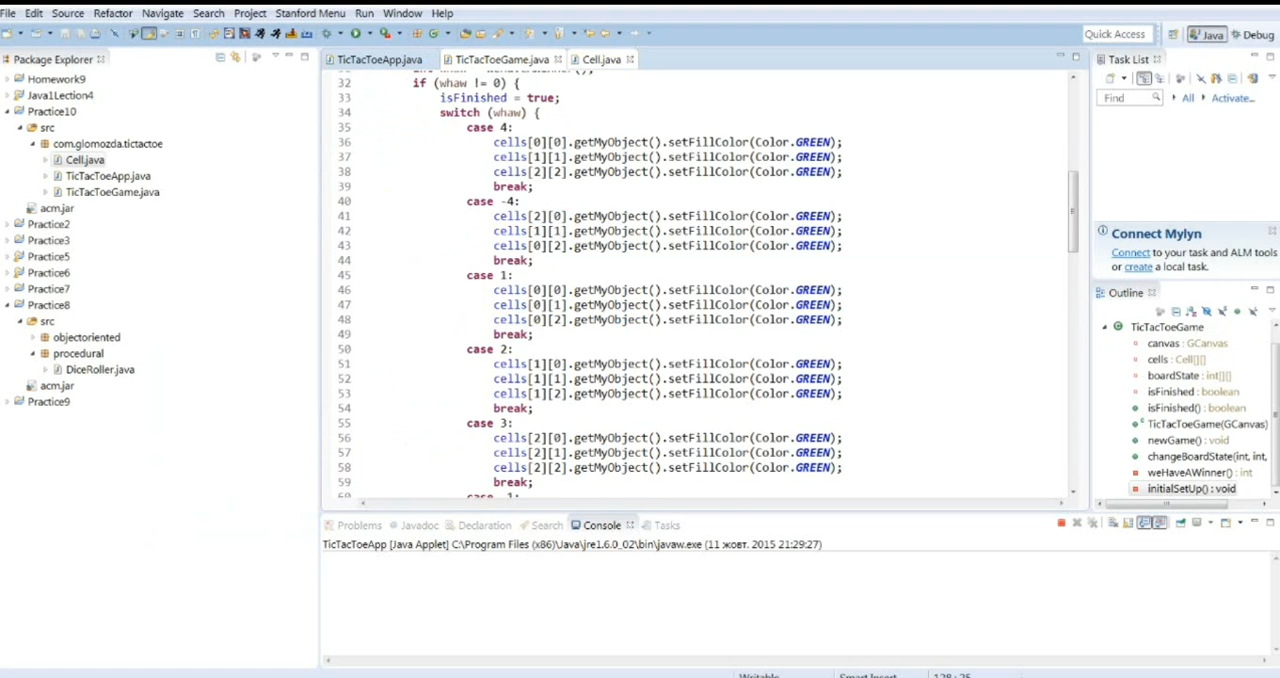 File Edit Source Refactor Navigate Search Project Stanford Menu Run Window Help
Quick Access Java Debug
Package Explorer
Homework9
Java1Lection4
Practice10
src
com.glomozda.tictactoe
Cell.java
TicTacToeApp.java
TicTacToeGame.java
acm.jar
Practice2
Practice3
Practice5
Practice6
Practice7
Practice8
src
objectoriented
procedural
DiceRoller.java
acm.jar
Practice9
TicTacToeApp.java TicTacToeGame.java Cell.java
32 if (whaw != 0) {
33 isFinished = true;
34 switch (whaw) {
35 case 4:
36 cells[0][0].getMyObject().setFillColor(Color.GREEN);
37 cells[1][1].getMyObject().setFillColor(Color.GREEN);
38 cells[2][2].getMyObject().setFillColor(Color.GREEN);
39 break;
40 case -4:
41 cells[2][0].getMyObject().setFillColor(Color.GREEN);
42 cells[1][1].getMyObject().setFillColor(Color.GREEN);
43 cells[0][2].getMyObject().setFillColor(Color.GREEN);
44 break;
45 case 1:
46 cells[0][0].getMyObject().setFillColor(Color.GREEN);
47 cells[0][1].getMyObject().setFillColor(Color.GREEN);
48 cells[0][2].getMyObject().setFillColor(Color.GREEN);
49 break;
50 case 2:
51 cells[1][0].getMyObject().setFillColor(Color.GREEN);
52 cells[1][1].getMyObject().setFillColor(Color.GREEN);
53 cells[1][2].getMyObject().setFillColor(Color.GREEN);
54 break;
55 case 3:
56 cells[2][0].getMyObject().setFillColor(Color.GREEN);
57 cells[2][1].getMyObject().setFillColor(Color.GREEN);
58 cells[2][2].getMyObject().setFillColor(Color.GREEN);
59 break;
60 case -1:
Task List
Find All Activate...
Connect Mylyn
Connect to your task and ALM tools
or create a local task.
Outline
TicTacToeGame
canvas : GCanvas
cells : Cell[][]
boardState : int[][]
isFinished : boolean
isFinished() : boolean
TicTacToeGame(GCanvas)
newGame() : void
changeBoardState(int, int,
weHaveAWinner() : int
initialSetUp() : void
Problems Javadoc Declaration Search Console Tasks
TicTacToeApp [Java Applet] C:\Program Files (x86)\Java\jre1.6.0_02\bin\javaw.exe (11 жовт. 2015 21:29:27)
Writable Smart Insert 128 : 25